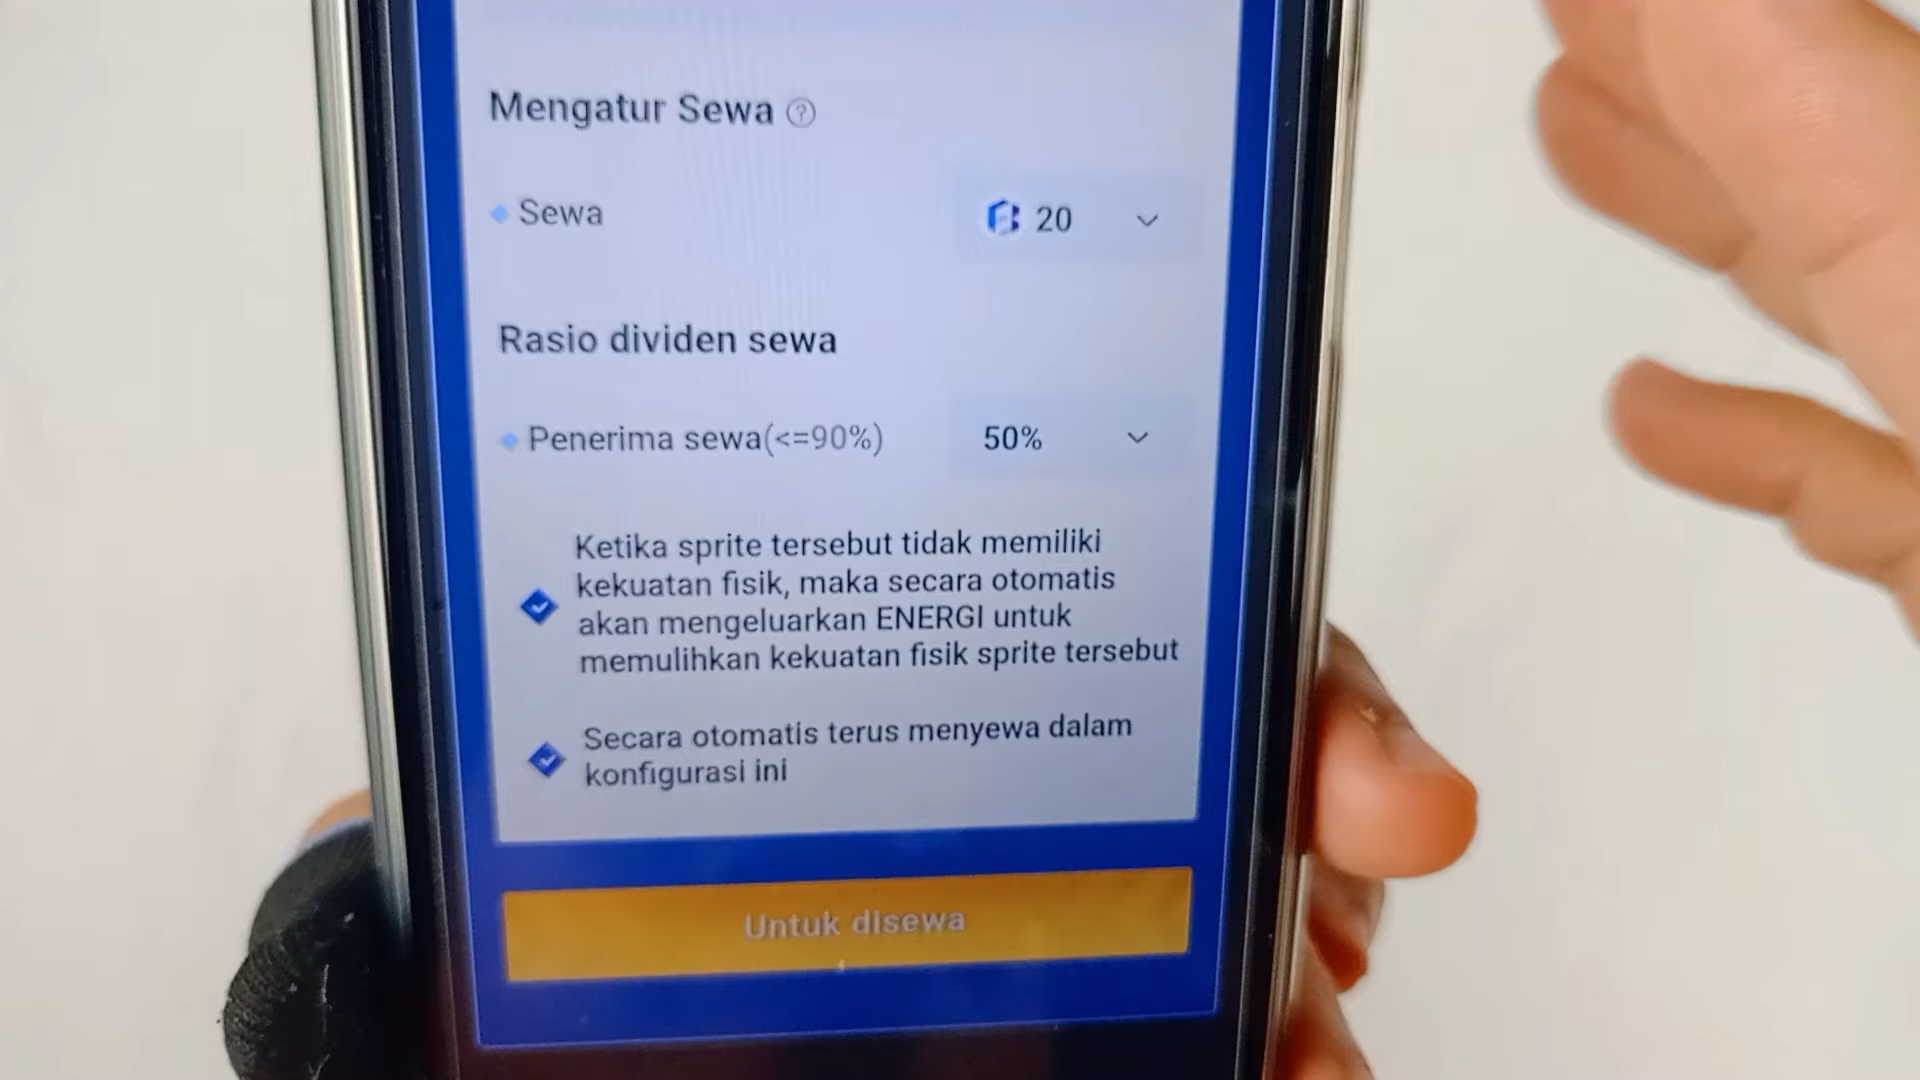 Mengatur Sewa ?
Sewa 20
Rasio dividen sewa
Penerima sewa(<=90%) 50%
Ketika sprite tersebut tidak memiliki
kekuatan fisik, maka secara otomatis
akan mengeluarkan ENERGI untuk
memulihkan kekuatan fisik sprite tersebut
Secara otomatis terus menyewa dalam
konfigurasi ini
Untuk disewa